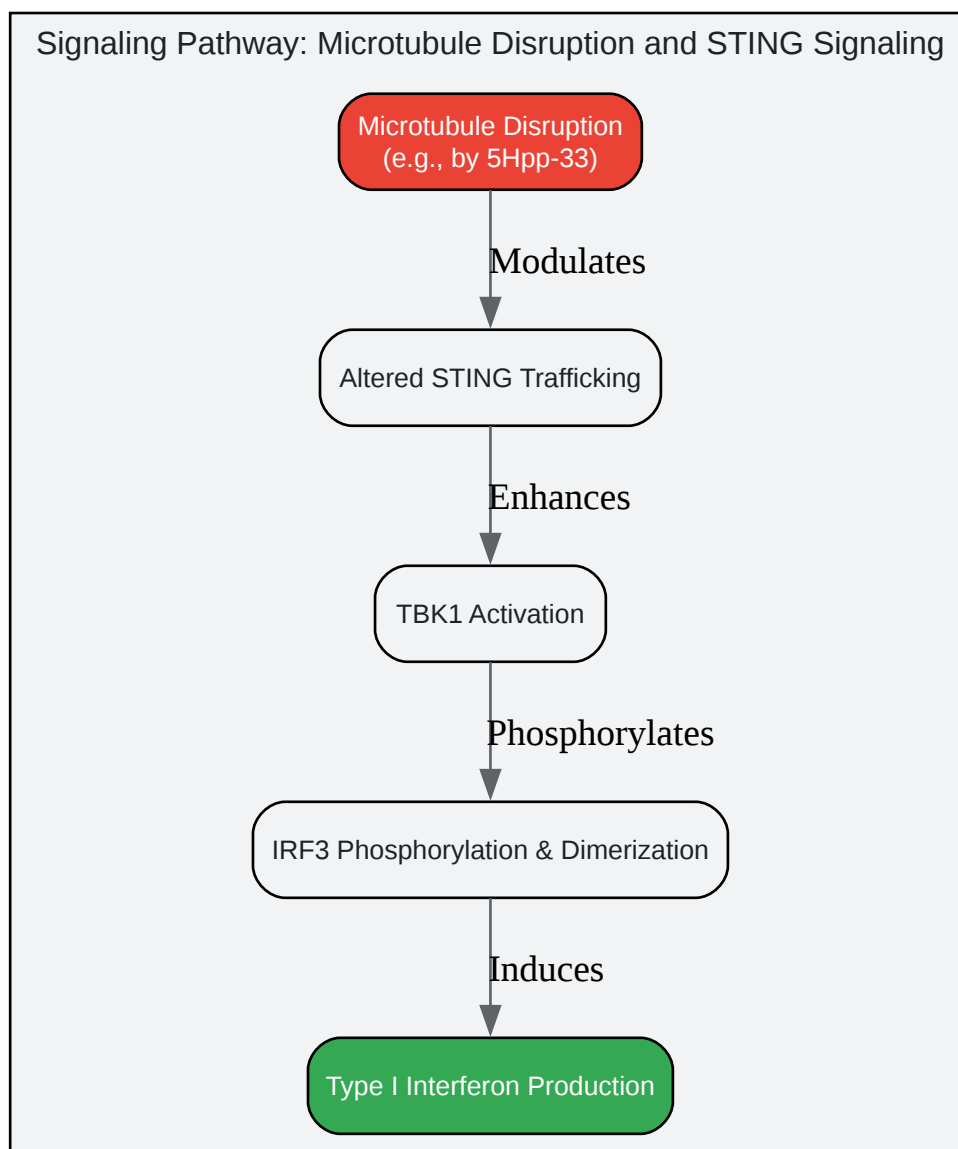 Signaling Pathway: Microtubule Disruption and STING Signaling
Microtubule Disruption
(e.g., by 5Hpp-33)
Modulates
Altered STING Trafficking
Enhances
TBK1 Activation
Phosphorylates
IRF3 Phosphorylation & Dimerization
Induces
Type I Interferon Production